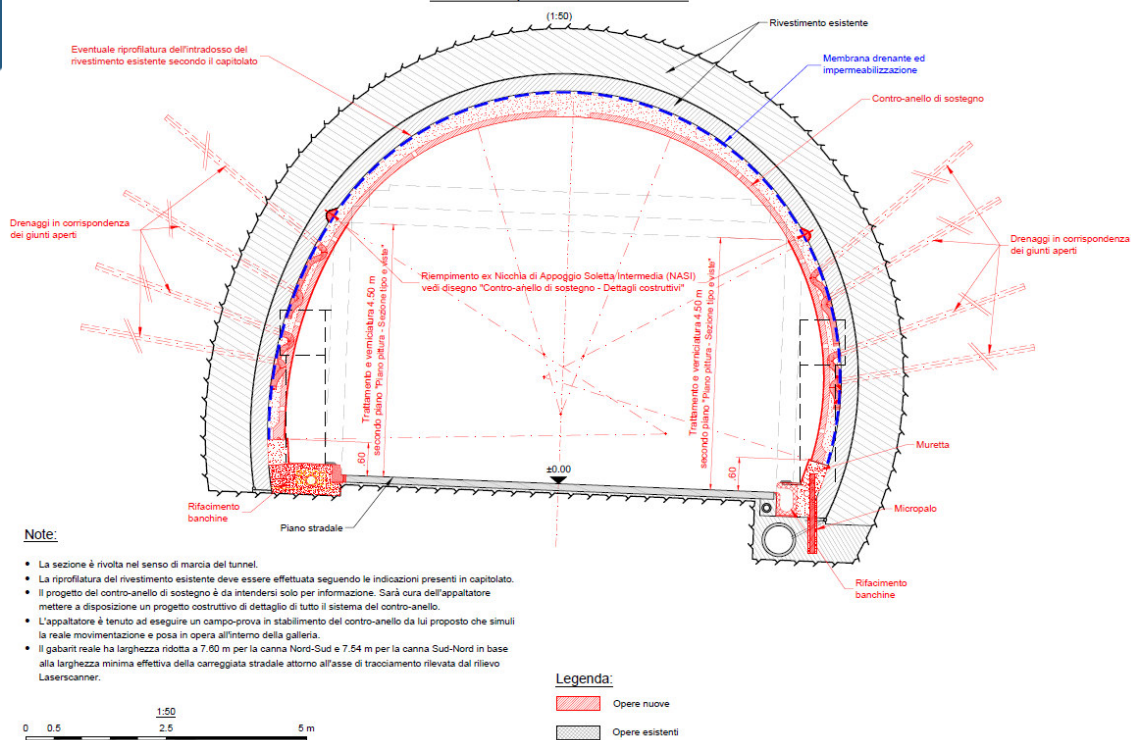 (1:50)
Rivestimento esistente
Eventuale riprofilatura dell'intradosso del
rivestimento esistente secondo il capitolato
Membrana drenante ed
impermeabilizzazione
Contro-anello di sostegno
Drenaggi in corrispondenza
dei giunti aperti
Drenaggi in corrispondenza
dei giunti aperti
Riempimento ex Nicchia di Appoggio Soletta Intermedia (NASI)
vedi disegno "Contro-anello di sostegno - Dettagli costruttivi"
Trattamento e verniciatura 4.50 m
secondo piano "Piano pittura - Sezione tipo e viste"
Trattamento e verniciatura 4.50 m
secondo piano "Piano pittura - Sezione tipo e viste"
.60
.60
±0.00
Muretta
Micropalo
Rifacimento
banchine
Piano stradale
Rifacimento
banchine
Note:
• La sezione è rivolta nel senso di marcia del tunnel.
• La riprofilatura del rivestimento esistente deve essere effettuata seguendo le indicazioni presenti in capitolato.
• Il progetto del contro-anello di sostegno è da intendersi solo per informazione. Sarà cura dell'appaltatore
mettere a disposizione un progetto costruttivo di dettaglio di tutto il sistema del contro-anello.
• L'appaltatore è tenuto ad eseguire un campo-prova in stabilimento del contro-anello da lui proposto che simuli
la reale movimentazione e posa in opera all'interno della galleria.
• Il gabarit reale ha larghezza ridotta a 7.60 m per la canna Nord-Sud e 7.54 m per la canna Sud-Nord in base
alla larghezza minima effettiva della carreggiata stradale attorno all'asse di tracciamento rilevata dal rilievo
Laserscanner.
1:50
0 0.5 2.5 5 m
Legenda:
Opere nuove
Opere esistenti